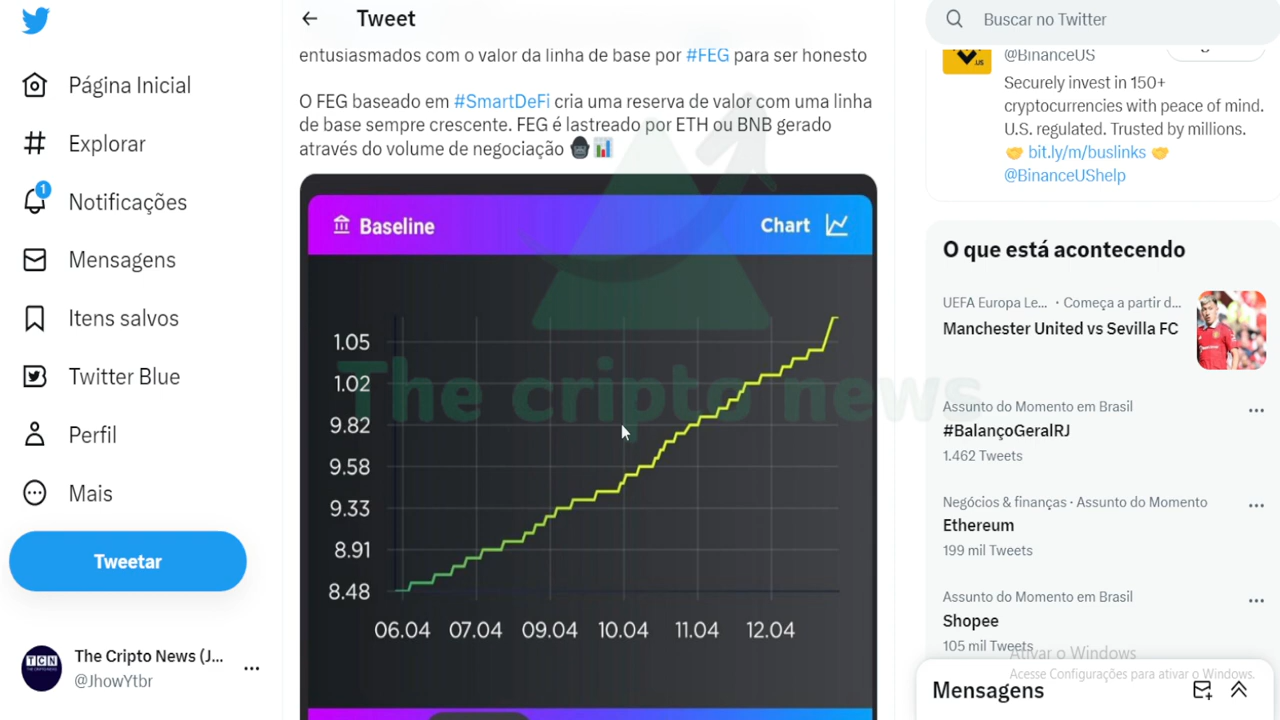 Tweet
entusiasmados com o valor da linha de base por #FEG para ser honesto
O FEG baseado em #SmartDeFi cria uma reserva de valor com uma linha
de base sempre crescente. FEG é lastreado por ETH ou BNB gerado
através do volume de negociação
Baseline
Chart
1.05
1.02
9.82
9.58
9.33
8.91
8.48
06.04 07.04 09.04 10.04 11.04 12.04
The cripto news
Página Inicial
Explorar
1
Notificações
Mensagens
Itens salvos
Twitter Blue
Perfil
Mais
Tweetar
TCN
The Cripto News (J...
@JhowYtbr
Buscar no Twitter
.US
@BinanceUS
Securely invest in 150+
cryptocurrencies with peace of mind.
U.S. regulated. Trusted by millions.
bit.ly/m/buslinks
@BinanceUShelp
O que está acontecendo
UEFA Europa Le... · Começa a partir d...
Manchester United vs Sevilla FC
Assunto do Momento em Brasil
#BalançoGeralRJ
1.462 Tweets
Negócios & finanças · Assunto do Momento
Ethereum
199 mil Tweets
Assunto do Momento em Brasil
Shopee
105 mil Tweets
Ativar o Windows
Acesse Configurações para ativar o Windows.
Mensagens